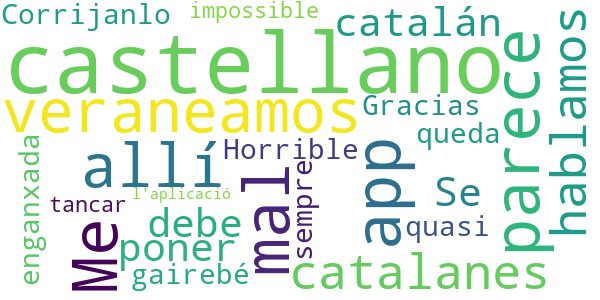 Corrijanlo
impossible
catalán
castellano
parece
hablamos
veraneamos
Gracias
queda
enganxada
allí
Horrible
app
Me
mal
sempre
tancar
l'aplicació
Se
debe
quasi
poner
gairebé
catalanes